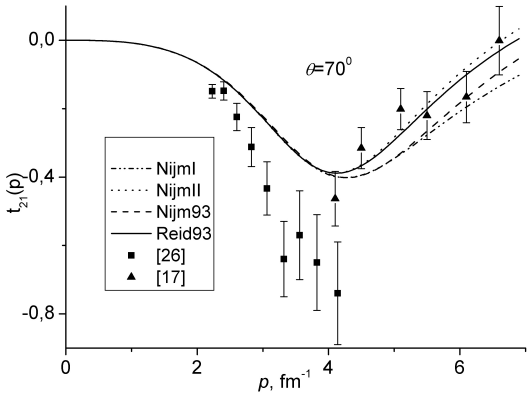 0,0
θ=70⁰
-0,4
-0,8
t₂₁(p)
NijmI
NijmII
Nijm93
Reid93
[26]
[17]
0 2 4 6
p, fm⁻¹